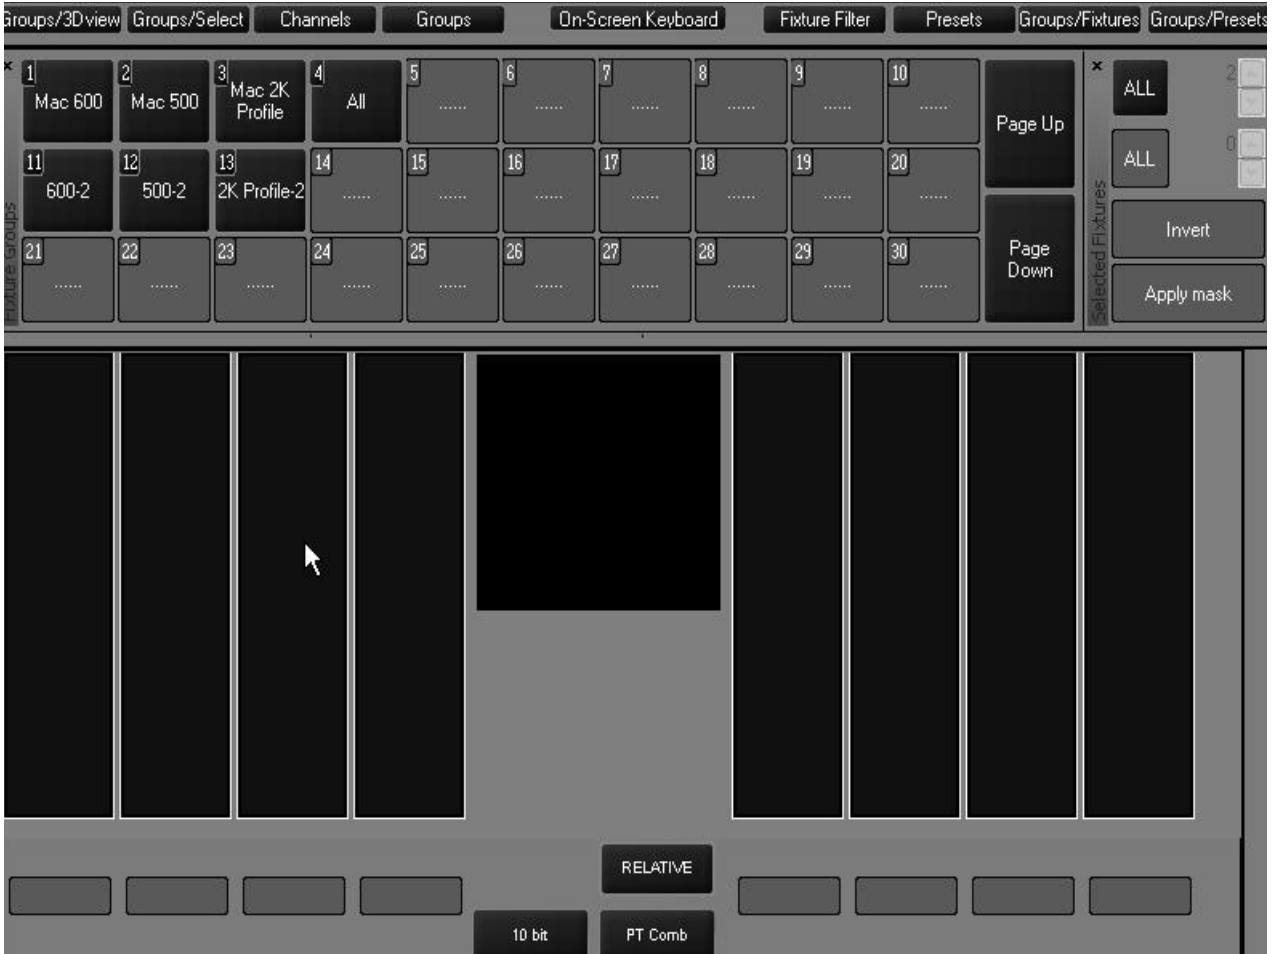 Groups/3Dview Groups/Select Channels Groups On-Screen Keyboard Fixture Filter Presets Groups/Fixtures Groups/Presets
1 Mac 600
2 Mac 500
3 Mac 2K
Profile
4 All
5 ......
6 ......
7 ......
8 ......
9 ......
10 ......
Page Up
11 600-2
12 500-2
13 2K Profile-2
14 ......
15 ......
16 ......
17 ......
18 ......
19 ......
20 ......
21 ......
22 ......
23 ......
24 ......
25 ......
26 ......
27 ......
28 ......
29 ......
30 ......
Page
Down
Fixture Groups
Selected Fixtures
ALL 2
ALL 0
Invert
Apply mask
RELATIVE
10 bit PT Comb